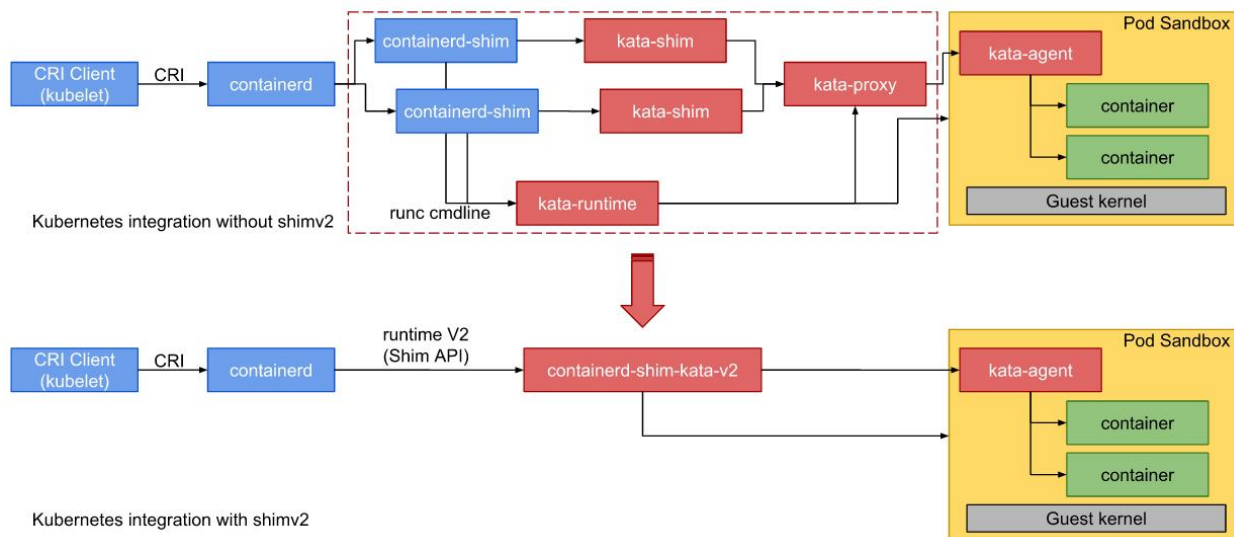 Pod Sandbox
containerd-shim
kata-shim
kata-agent
CRI Client
(kubelet)
CRI
containerd
kata-proxy
container
containerd-shim
kata-shim
container
runc cmdline
kata-runtime
Guest kernel
Kubernetes integration without shimv2
runtime V2
(Shim API)
Pod Sandbox
CRI Client
(kubelet)
CRI
containerd
containerd-shim-kata-v2
kata-agent
container
container
Guest kernel
Kubernetes integration with shimv2